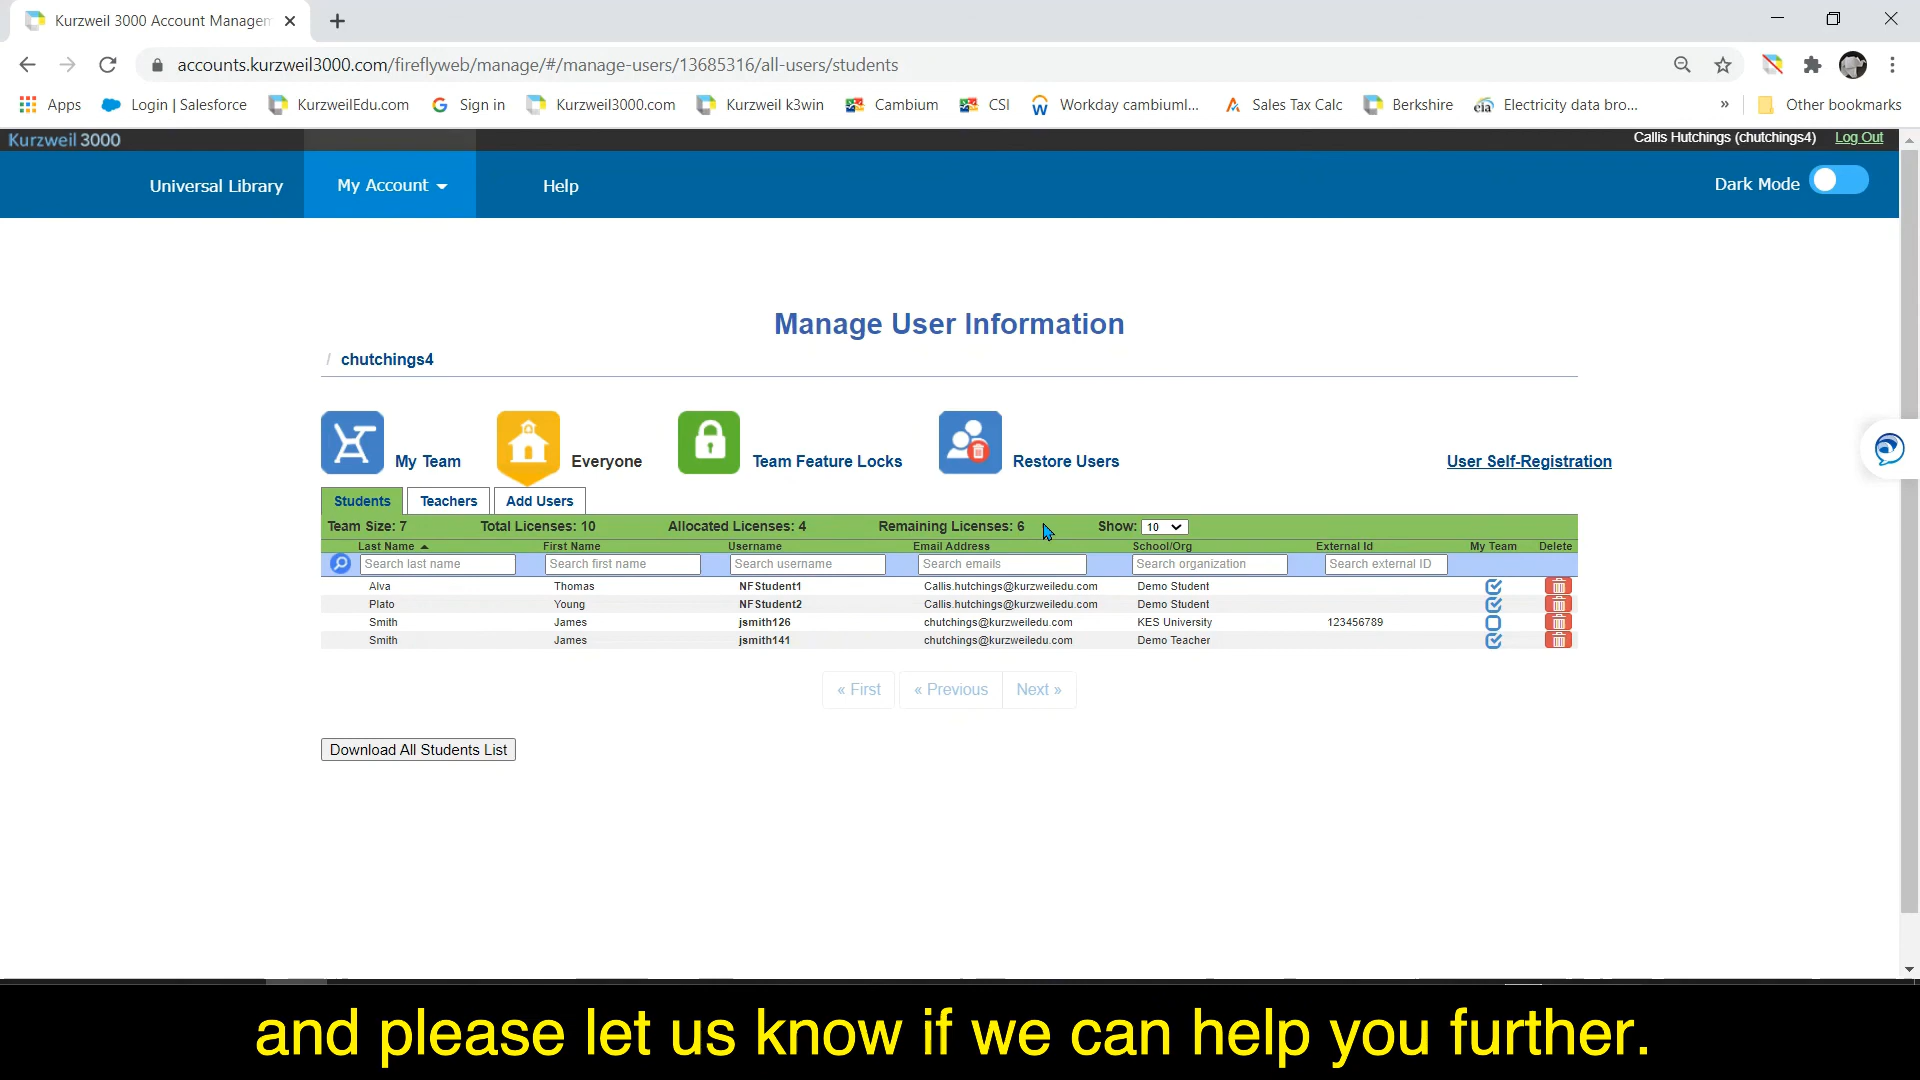 Kurzweil 3000 Account Managem
accounts.kurzweil3000.com/fireflyweb/manage/#/manage-users/13685316/all-users/students
Apps Login | Salesforce KurzweilEdu.com Sign in Kurzweil3000.com Kurzweil k3win Cambium CSI Workday cambiuml... Sales Tax Calc Berkshire eia Electricity data bro... » Other bookmarks
Kurzweil 3000 Callis Hutchings (chutchings4) Log Out
Universal Library My Account Help Dark Mode
Manage User Information
/ chutchings4
My Team Everyone Team Feature Locks Restore Users User Self-Registration
Students Teachers Add Users
Team Size: 7 Total Licenses: 10 Allocated Licenses: 4 Remaining Licenses: 6 Show: 10
Last Name First Name Username Email Address School/Org External Id My Team Delete
Search last name Search first name Search username Search emails Search organization Search external ID
Alva Thomas NFStudent1 Callis.hutchings@kurzweiledu.com Demo Student
Plato Young NFStudent2 Callis.hutchings@kurzweiledu.com Demo Student
Smith James jsmith126 chutchings@kurzweiledu.com KES University 123456789
Smith James jsmith141 chutchings@kurzweiledu.com Demo Teacher
« First « Previous Next »
Download All Students List
and please let us know if we can help you further.